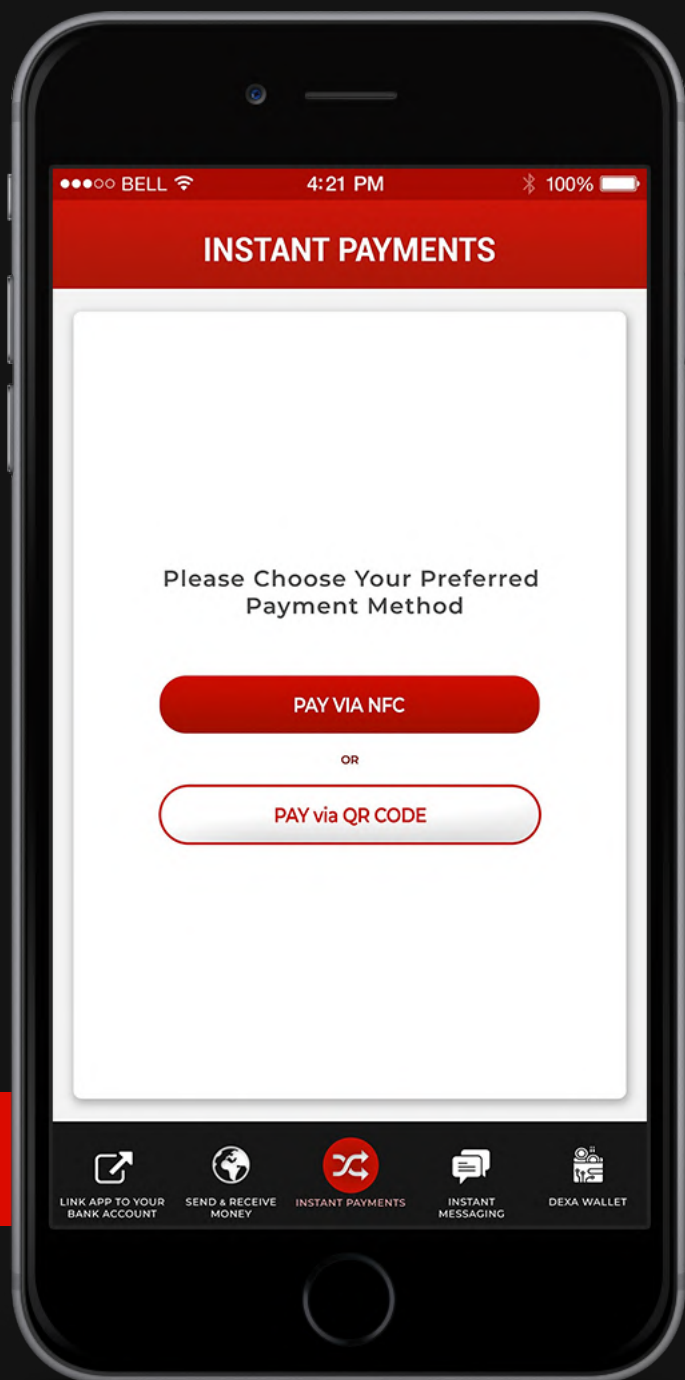 BELL 4:21 PM 100%
INSTANT PAYMENTS
Please Choose Your Preferred
Payment Method
PAY VIA NFC
OR
PAY via QR CODE
LINK APP TO YOUR
BANK ACCOUNT
SEND & RECEIVE
MONEY
INSTANT PAYMENTS
INSTANT
MESSAGING
DEXA WALLET